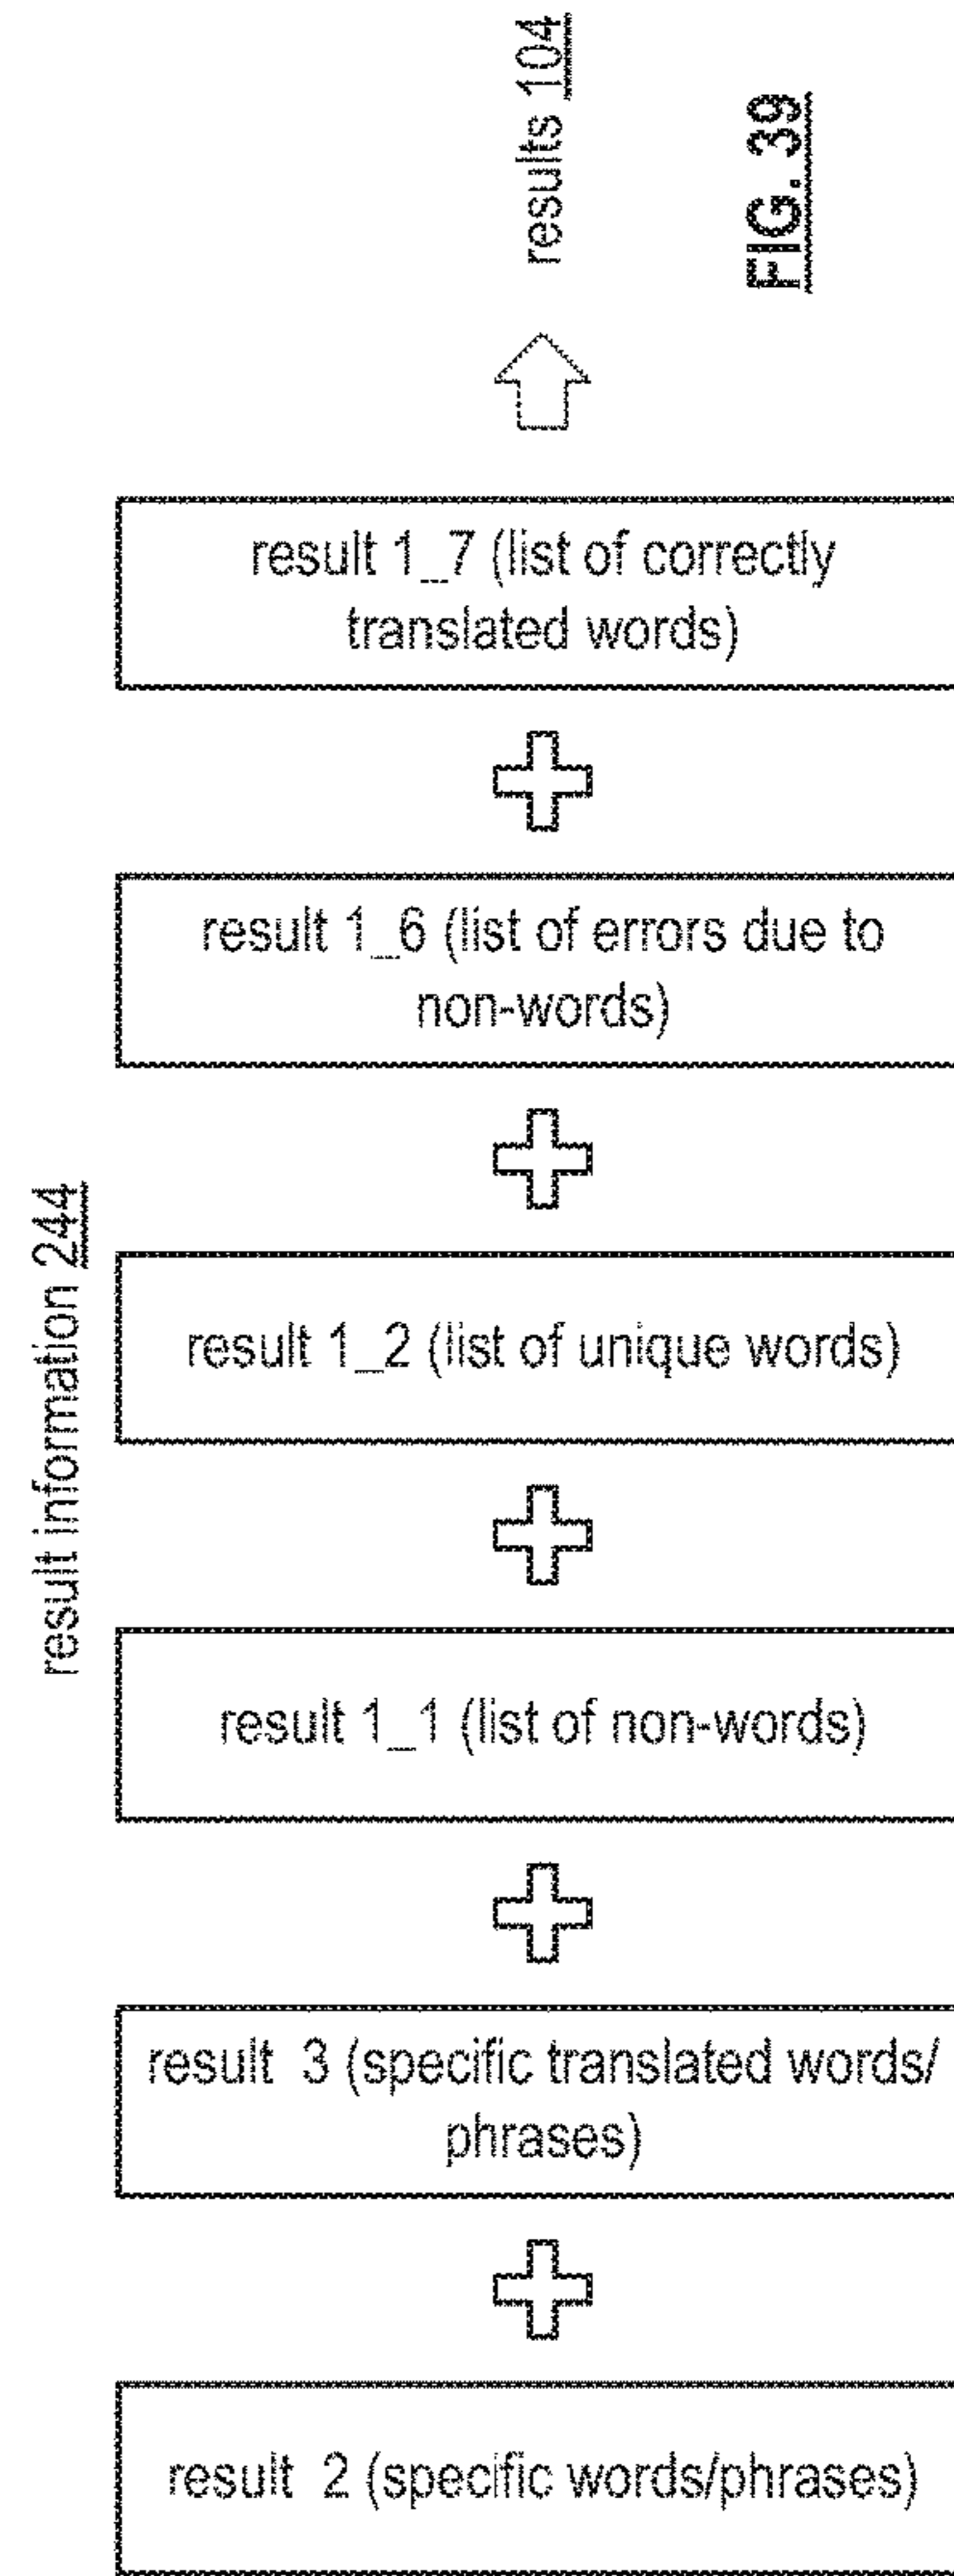 results 104
FIG. 39
result 1_7 (list of correctly
translated words)
result 1_6 (list of errors due to
non-words)
result information 244
result 1_2 (list of unique words)
result 1_1 (list of non-words)
result 3 (specific translated words/
phrases)
result 2 (specific words/phrases)